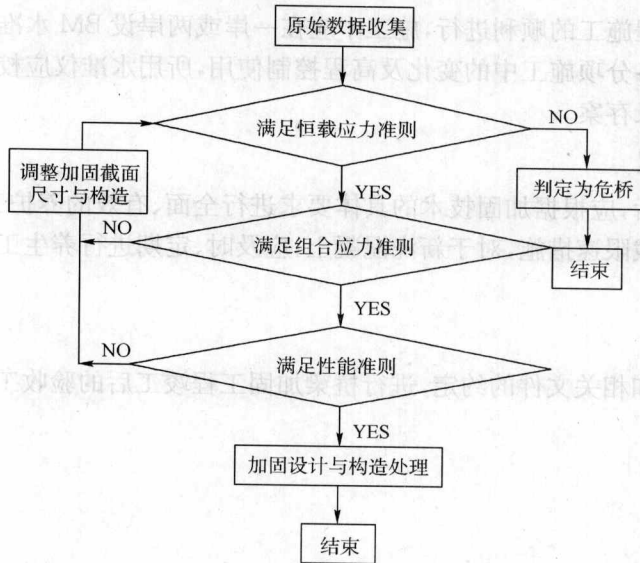 原始数据收集
满足恒载应力准则
NO
YES
调整加固截面
尺寸与构造
判定为危桥
NO
满足组合应力准则
结束
YES
NO
满足性能准则
YES
加固设计与构造处理
结束